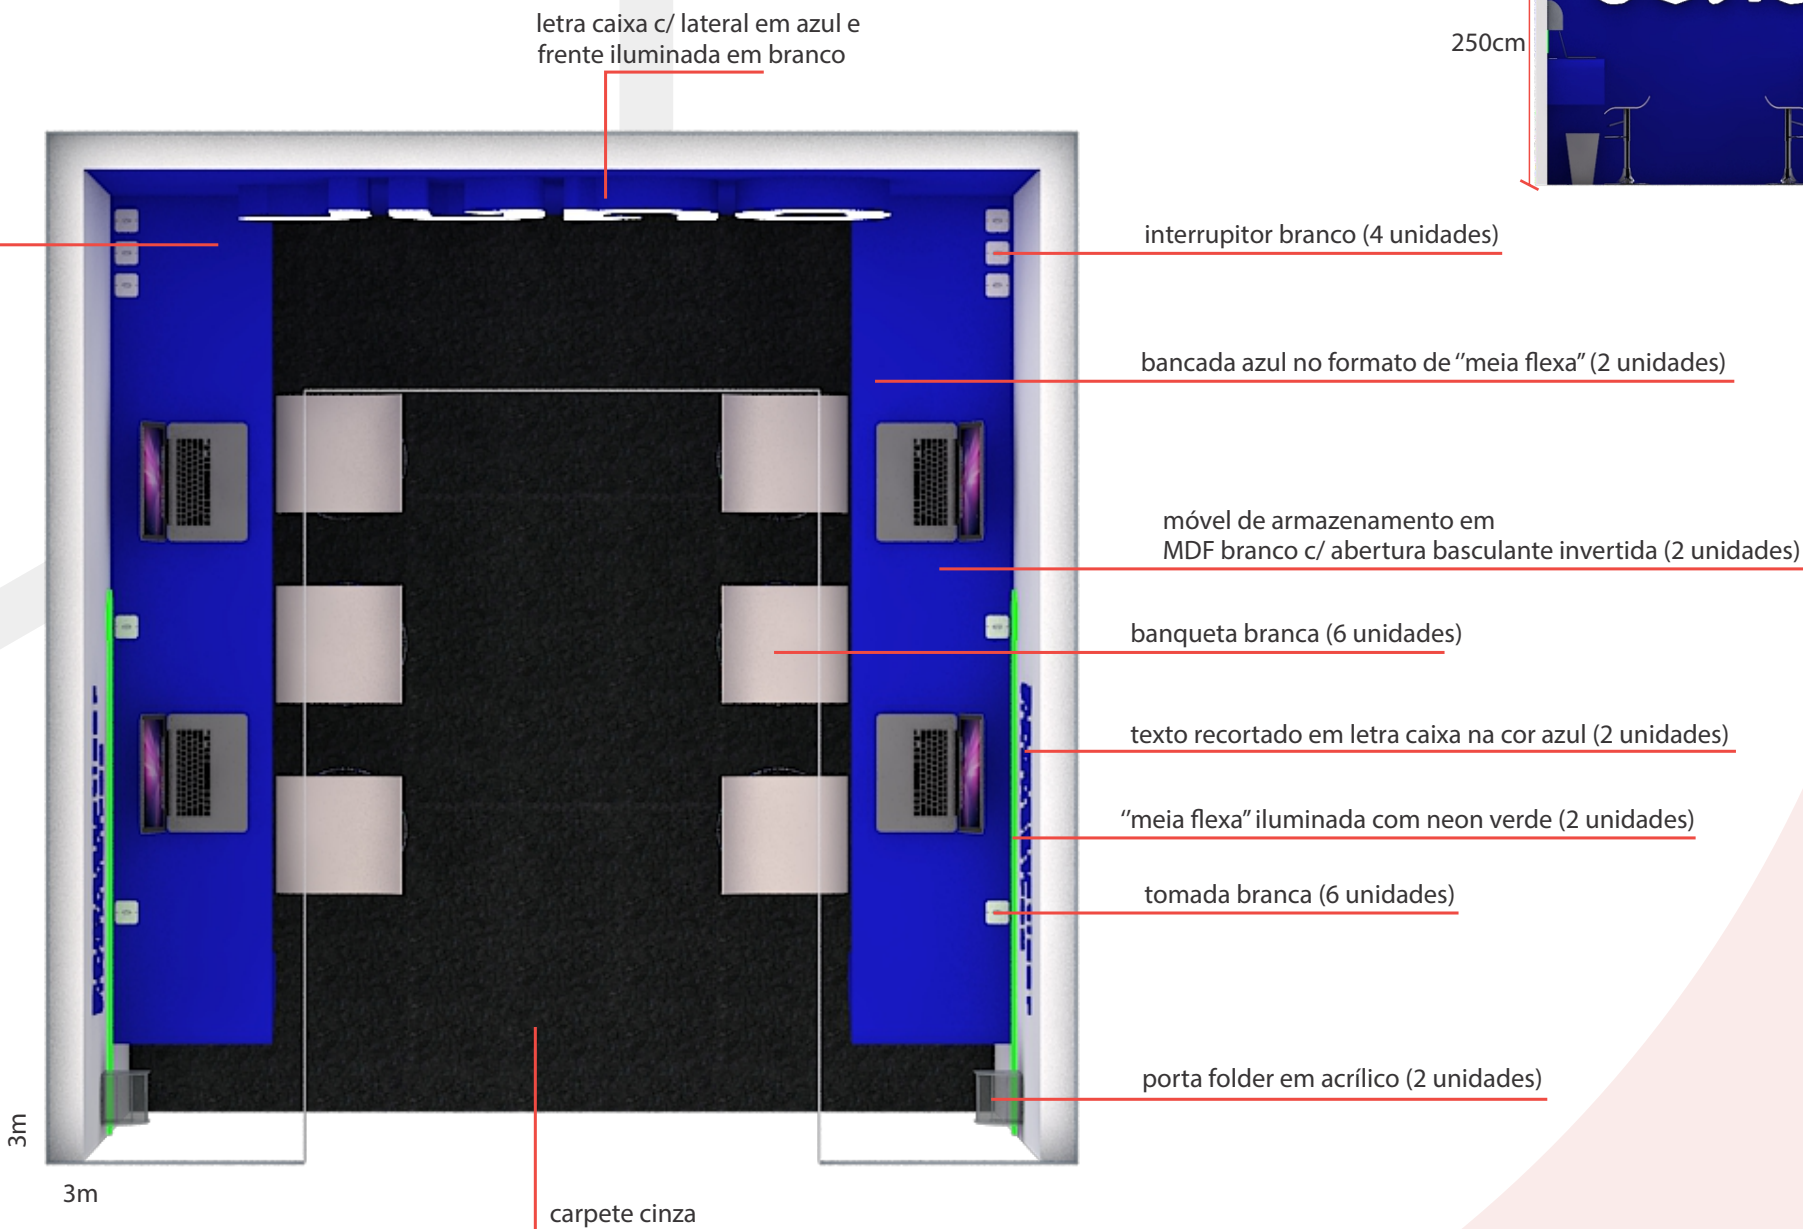 letra caixa c/ lateral em azul e
frente iluminada em branco
250cm
interrupitor branco (4 unidades)
bancada azul no formato de “meia flexa” (2 unidades)
móvel de armazenamento em
MDF branco c/ abertura basculante invertida (2 unidades)
banqueta branca (6 unidades)
texto recortado em letra caixa na cor azul (2 unidades)
“meia flexa” iluminada com neon verde (2 unidades)
tomada branca (6 unidades)
porta folder em acrílico (2 unidades)
3m
3m
carpete cinza